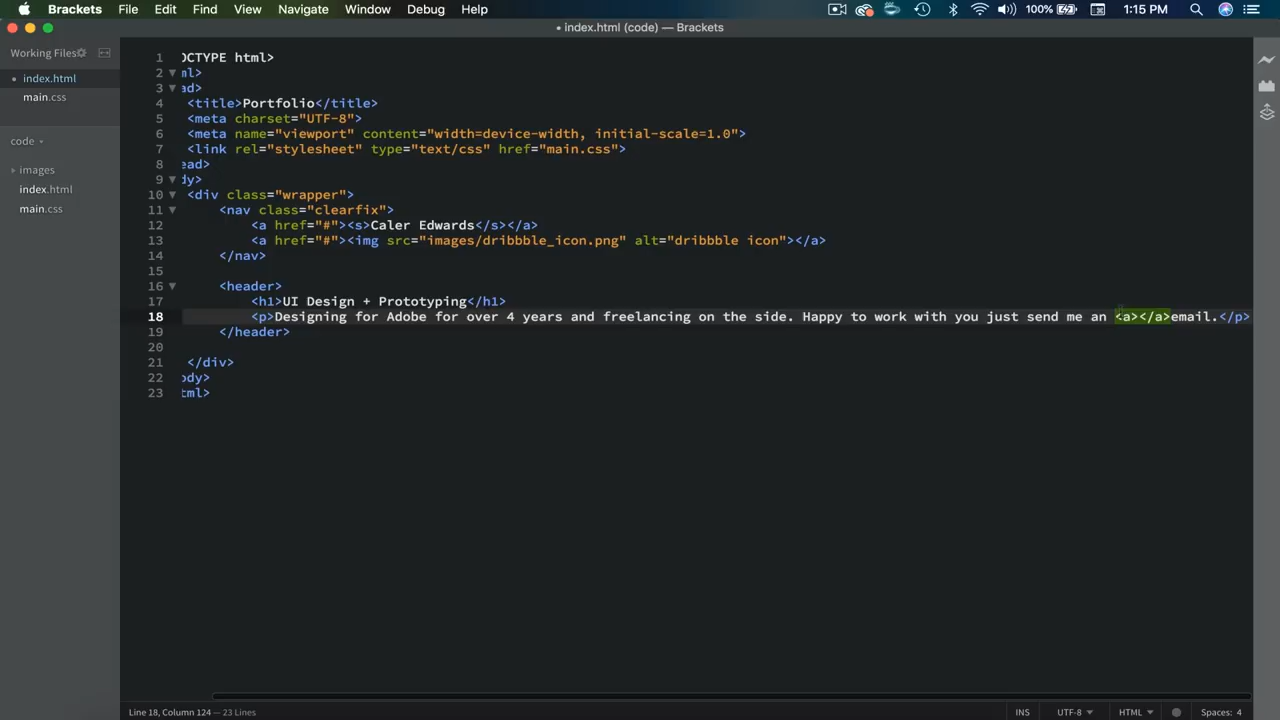 Brackets File Edit Find View Navigate Window Debug Help 100% 1:15 PM
• index.html (code) — Brackets
Working Files
• index.html
main.css
code
images
index.html
main.css
1 OCTYPE html>
2 ml>
3 ad>
4 <title>Portfolio</title>
5 <meta charset="UTF-8">
6 <meta name="viewport" content="width=device-width, initial-scale=1.0">
7 <link rel="stylesheet" type="text/css" href="main.css">
8 ead>
9 dy>
10 <div class="wrapper">
11 <nav class="clearfix">
12 <a href="#"><s>Caler Edwards</s></a>
13 <a href="#"><img src="images/dribbble_icon.png" alt="dribbble icon"></a>
14 </nav>
15
16 <header>
17 <h1>UI Design + Prototyping</h1>
18 <p>Designing for Adobe for over 4 years and freelancing on the side. Happy to work with you just send me an <a></a>email.</p>
19 </header>
20
21 </div>
22 ody>
23 tml>
Line 18, Column 124 — 23 Lines INS UTF-8 HTML Spaces: 4